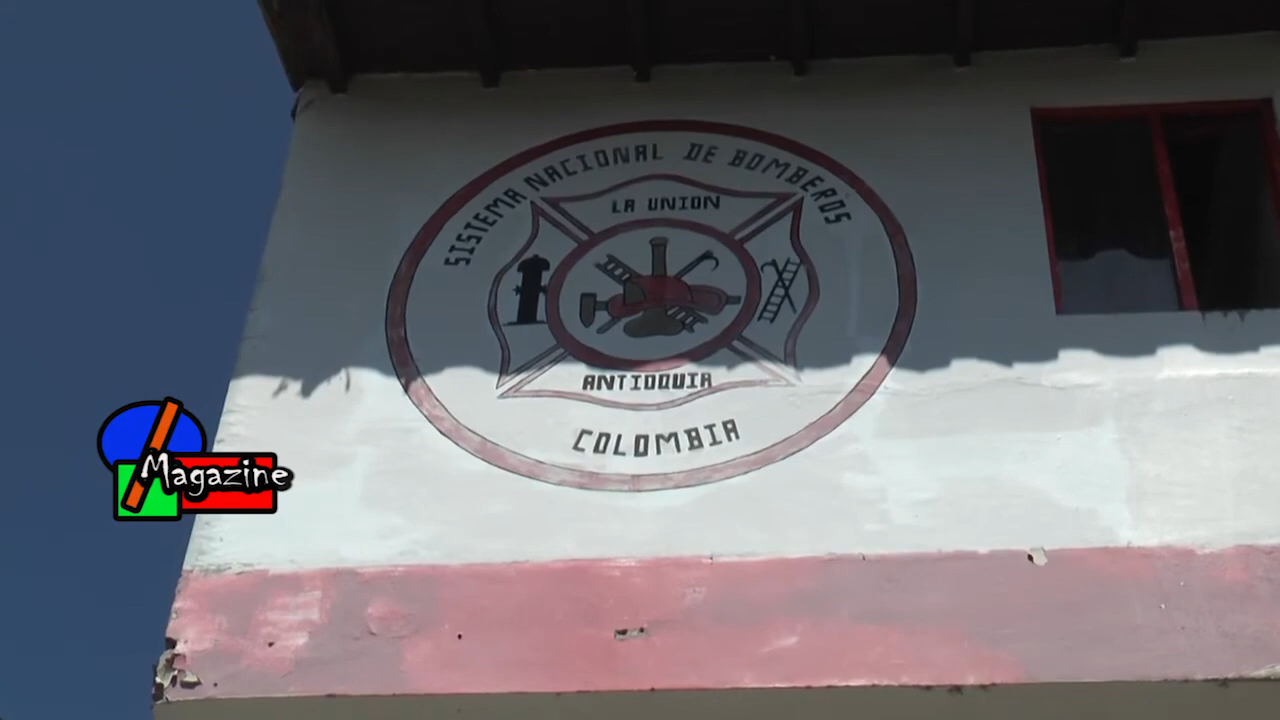 SISTEMA NACIONAL DE BOMBEROS
LA UNION
ANTIOQUIA
COLOMBIA
Magazine